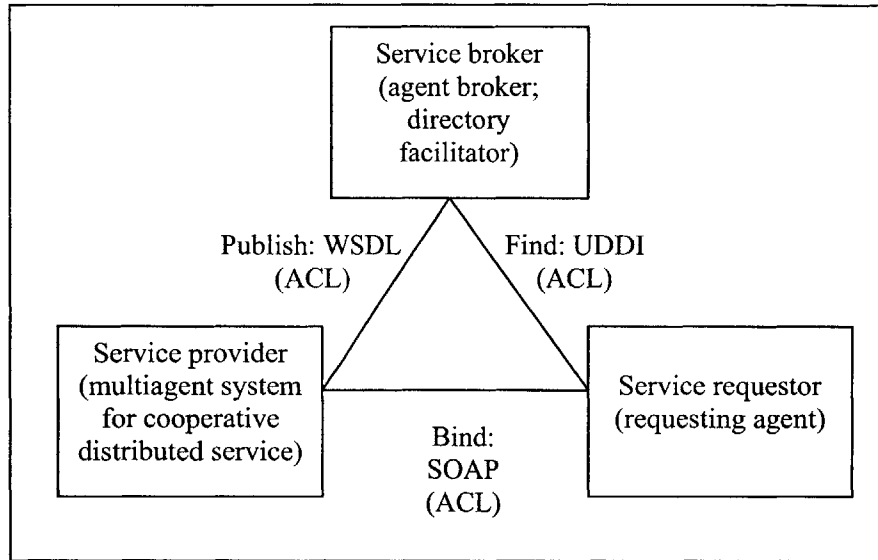 Service broker
(agent broker;
directory
facilitator)
Publish: WSDL
(ACL)
Find: UDDI
(ACL)
Service provider
(multiagent system
for cooperative
distributed service)
Bind:
SOAP
(ACL)
Service requestor
(requesting agent)